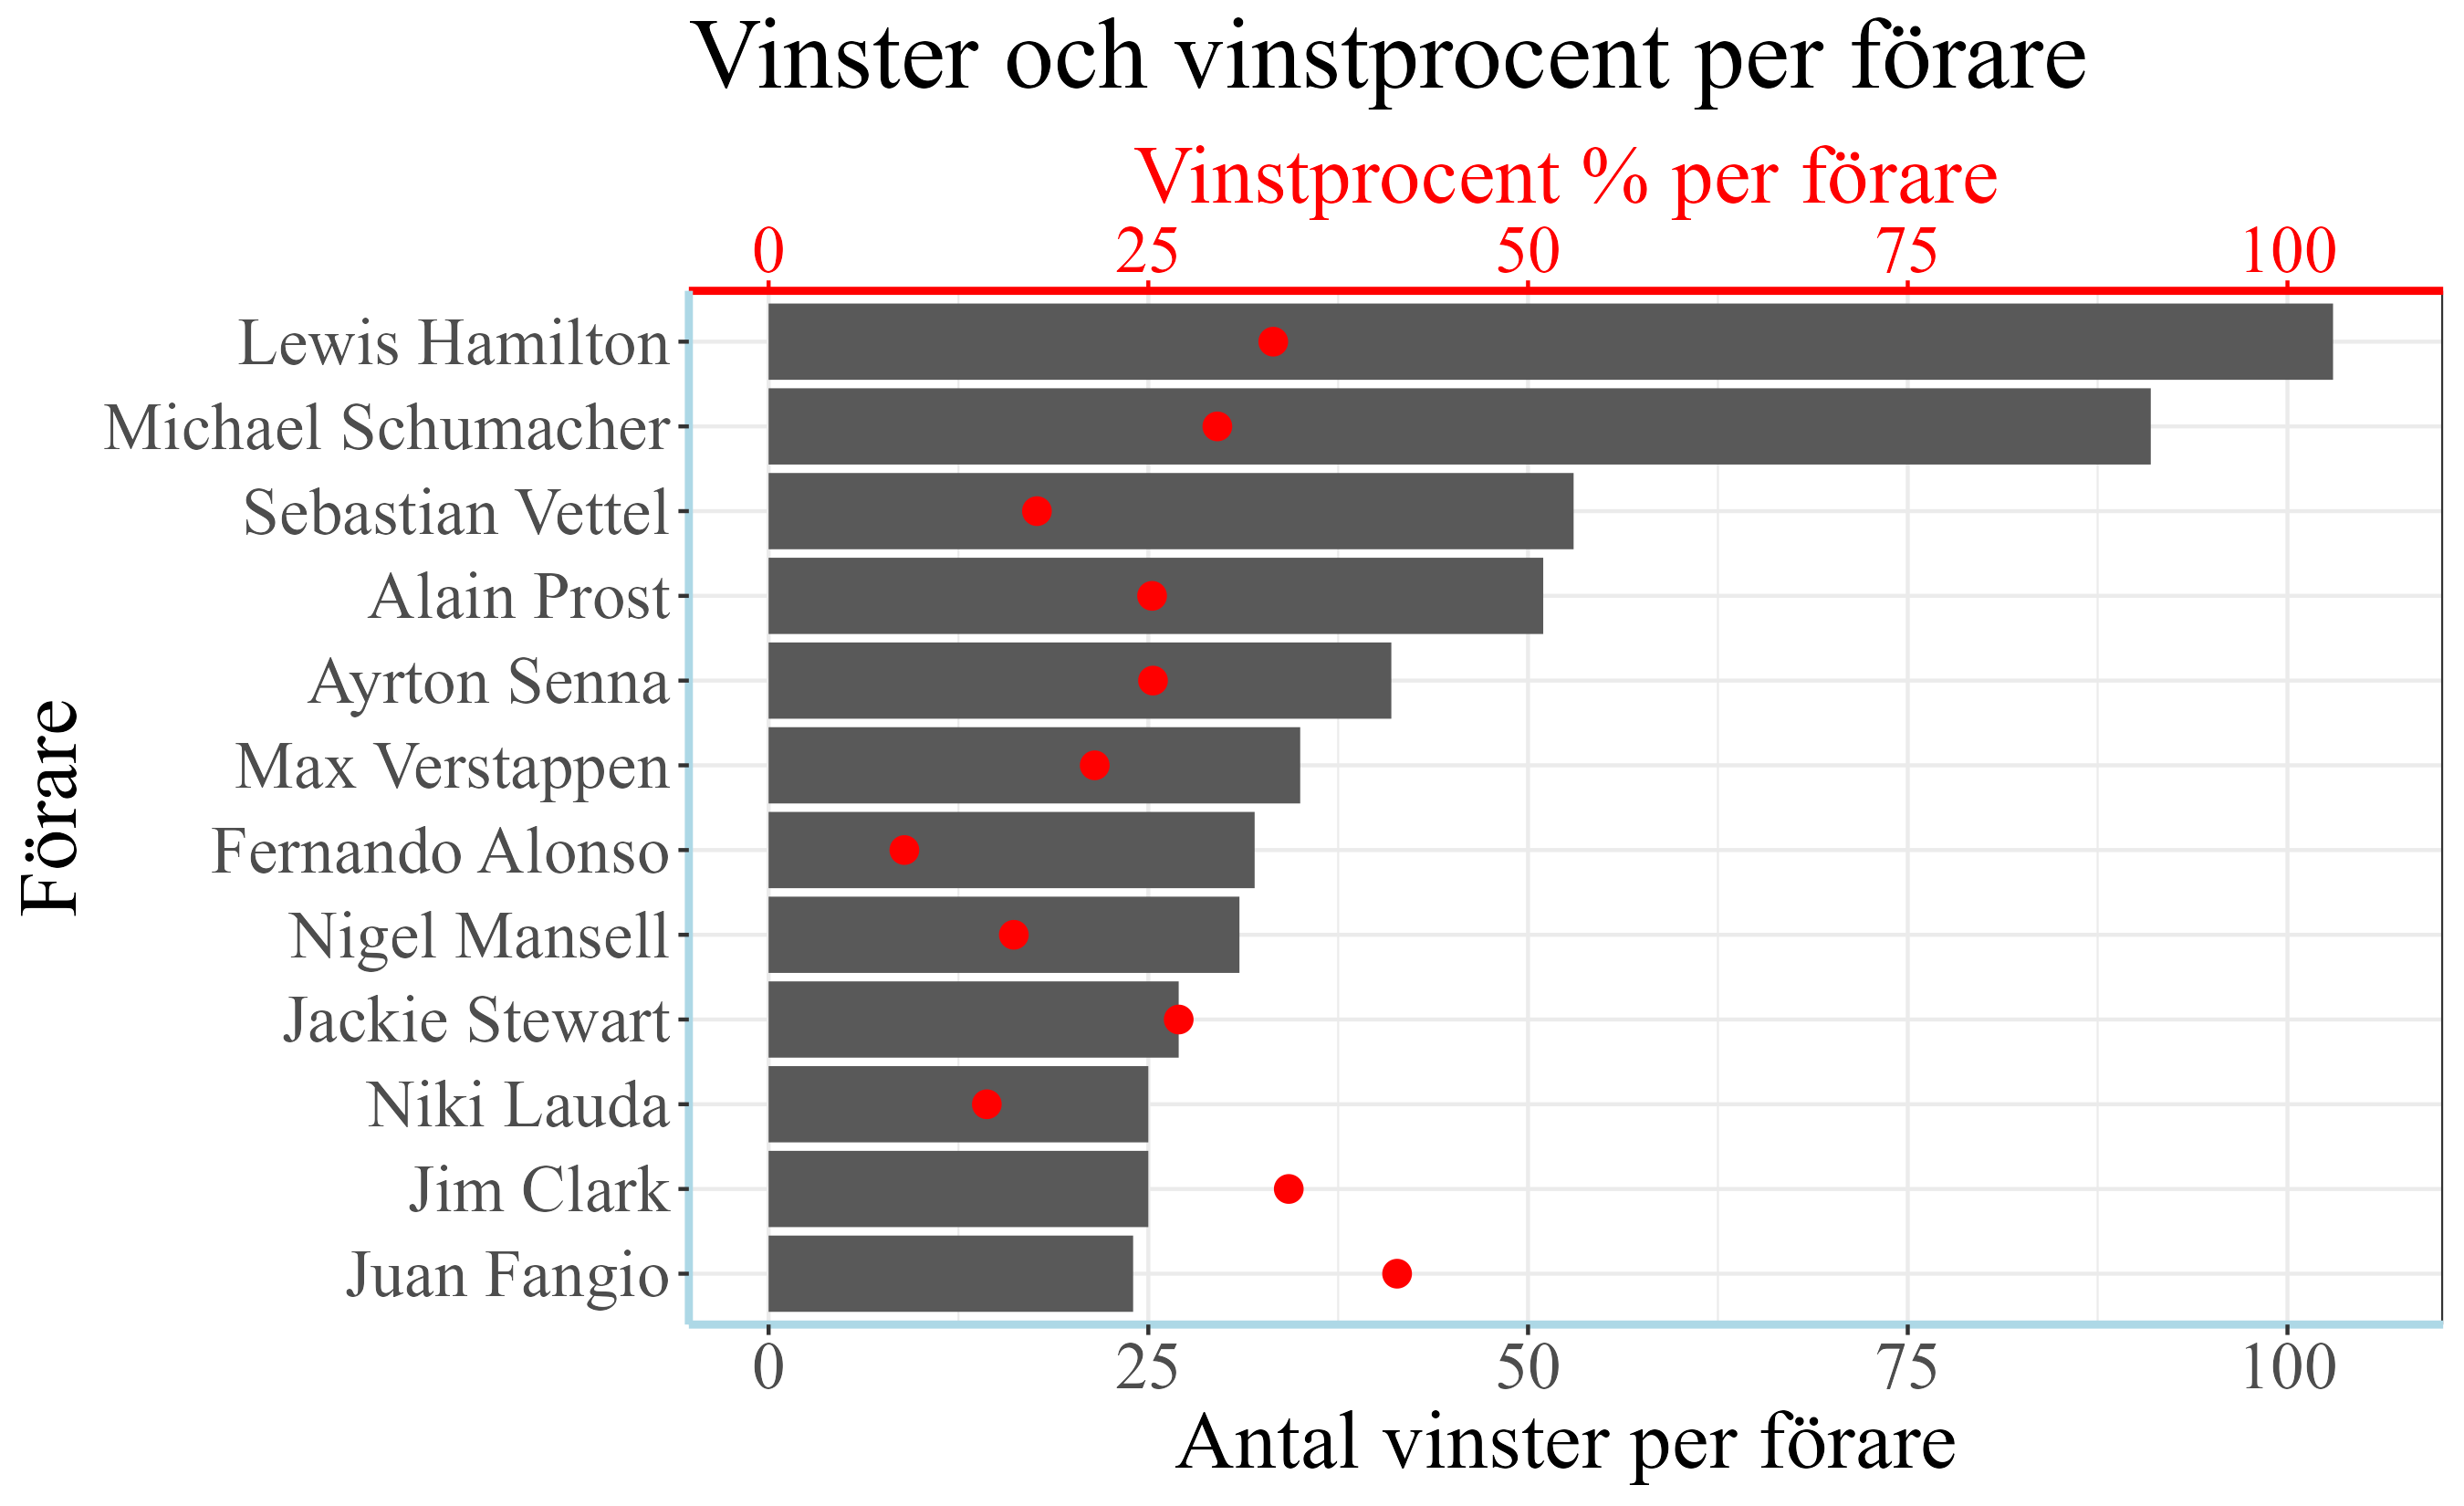 Vinster och vinstprocent per förare
Vinstprocent % per förare
0 25 50 75 100
Lewis Hamilton
Michael Schumacher
Sebastian Vettel
Alain Prost
Ayrton Senna
Max Verstappen
Fernando Alonso
Nigel Mansell
Jackie Stewart
Niki Lauda
Jim Clark
Juan Fangio
Förare
0 25 50 75 100
Antal vinster per förare